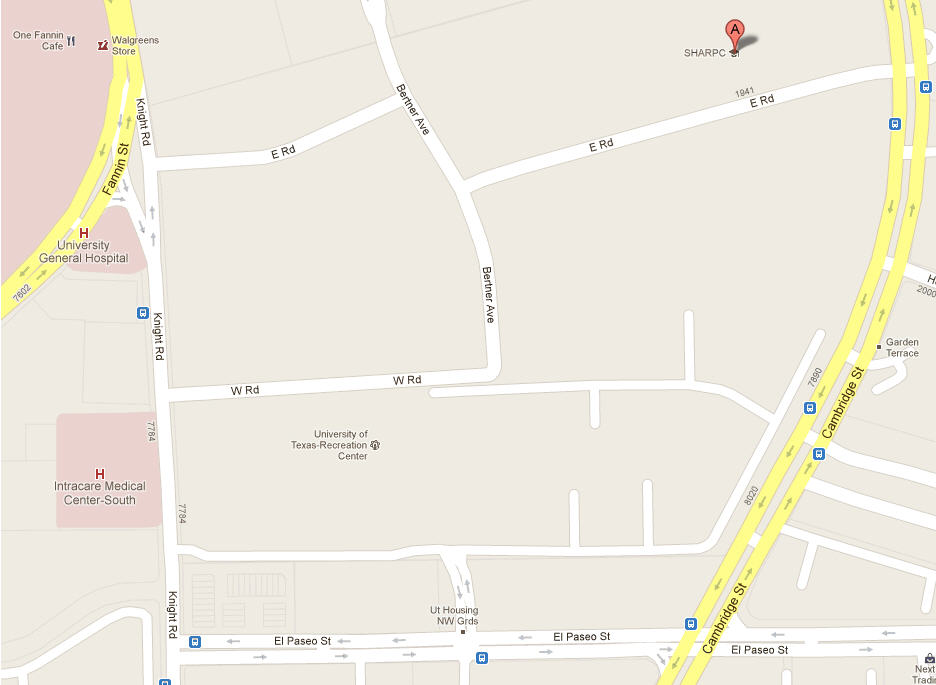 One Fannin
Cafe
Walgreens
Store
A
SHARPC
Knight Rd
Bertner Ave
1941
E Rd
E Rd
E Rd
Fannin St
H
University
General Hospital
7602
Bertner Ave
2000
Knight Rd
Garden
Terrace
W Rd
W Rd
7890
Cambridge St
7784
University of
Texas-Recreation
Center
H
Intracare Medical
Center-South
7784
8020
Knight Rd
Ut Housing
NW Grds
Cambridge St
El Paseo St
El Paseo St
El Paseo St
Next
Tradin